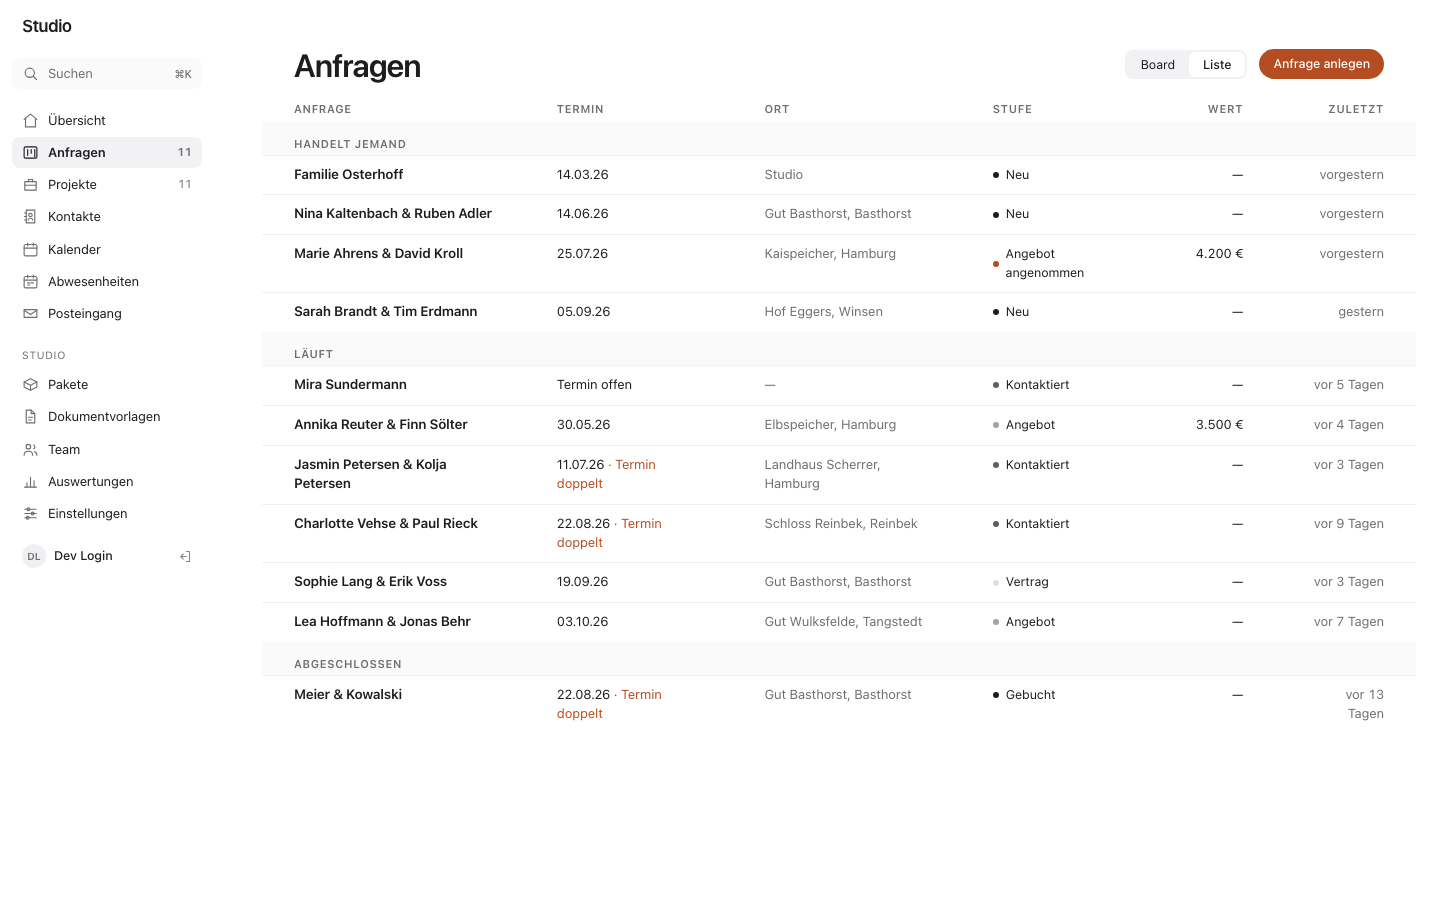 Studio
Suchen ⌘K
Übersicht
Anfragen 11
Projekte 11
Kontakte
Kalender
Abwesenheiten
Posteingang
STUDIO
Pakete
Dokumentvorlagen
Team
Auswertungen
Einstellungen
DL Dev Login
Anfragen
Board Liste Anfrage anlegen
ANFRAGE TERMIN ORT STUFE WERT ZULETZT
HANDELT JEMAND
Familie Osterhoff 14.03.26 Studio Neu — vorgestern
Nina Kaltenbach & Ruben Adler 14.06.26 Gut Basthorst, Basthorst Neu — vorgestern
Marie Ahrens & David Kroll 25.07.26 Kaispeicher, Hamburg Angebot 4.200 € vorgestern
angenommen
Sarah Brandt & Tim Erdmann 05.09.26 Hof Eggers, Winsen Neu — gestern
LÄUFT
Mira Sundermann Termin offen — Kontaktiert — vor 5 Tagen
Annika Reuter & Finn Sölter 30.05.26 Elbspeicher, Hamburg Angebot 3.500 € vor 4 Tagen
Jasmin Petersen & Kolja 11.07.26 · Termin Landhaus Scherrer, Kontaktiert — vor 3 Tagen
Petersen doppelt Hamburg
Charlotte Vehse & Paul Rieck 22.08.26 · Termin Schloss Reinbek, Reinbek Kontaktiert — vor 9 Tagen
doppelt
Sophie Lang & Erik Voss 19.09.26 Gut Basthorst, Basthorst Vertrag — vor 3 Tagen
Lea Hoffmann & Jonas Behr 03.10.26 Gut Wulksfelde, Tangstedt Angebot — vor 7 Tagen
ABGESCHLOSSEN
Meier & Kowalski 22.08.26 · Termin Gut Basthorst, Basthorst Gebucht — vor 13
doppelt Tagen